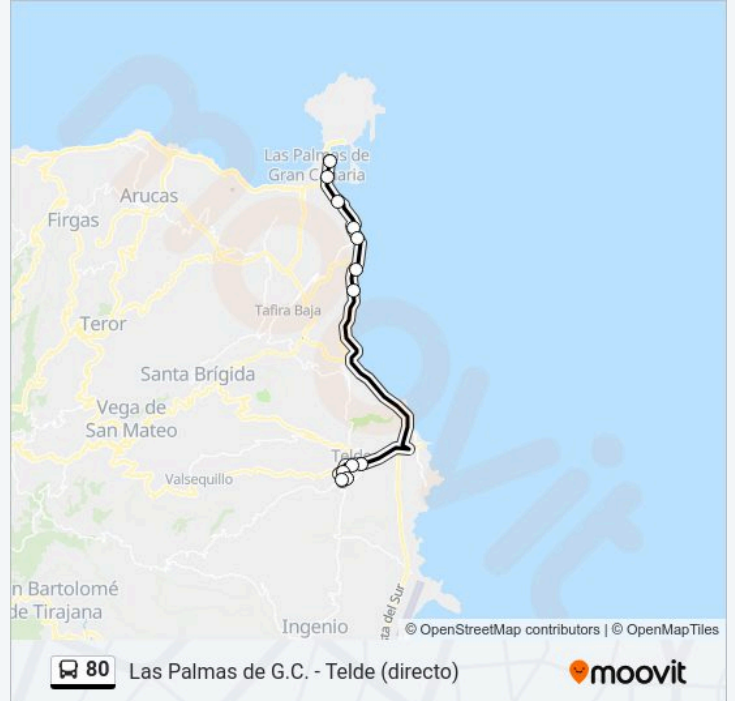 Las Palmas de
Gran Canaria
Arucas
Firgas
Tafira Baja
Teror
Santa Brígida
Vega de
San Mateo
Telde
Valsequillo
n Bartolomé
de Tirajana
Ingenio
ta del Sur
© OpenStreetMap contributors | © OpenMapTiles
80 Las Palmas de G.C. - Telde (directo)
moovit
moovit